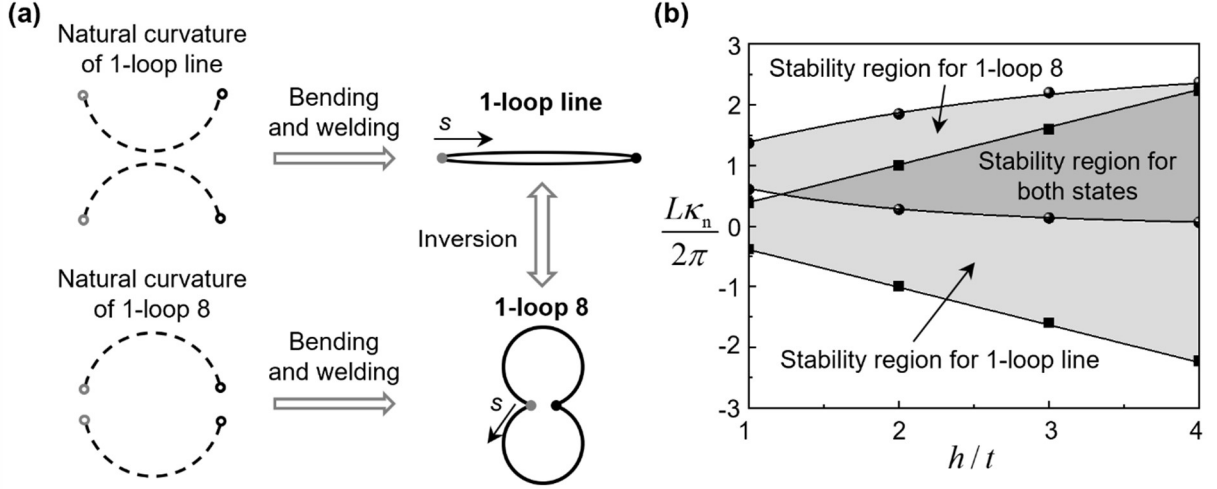 (a)
Natural curvature
of 1-loop line
Bending
and welding
1-loop line
s
Inversion
Natural curvature
of 1-loop 8
Bending
and welding
1-loop 8
s
(b)
3
2
1
0
-1
-2
-3
Lκn
2π
Stability region for 1-loop 8
Stability region for
both states
Stability region for 1-loop line
1
2
3
4
h / t